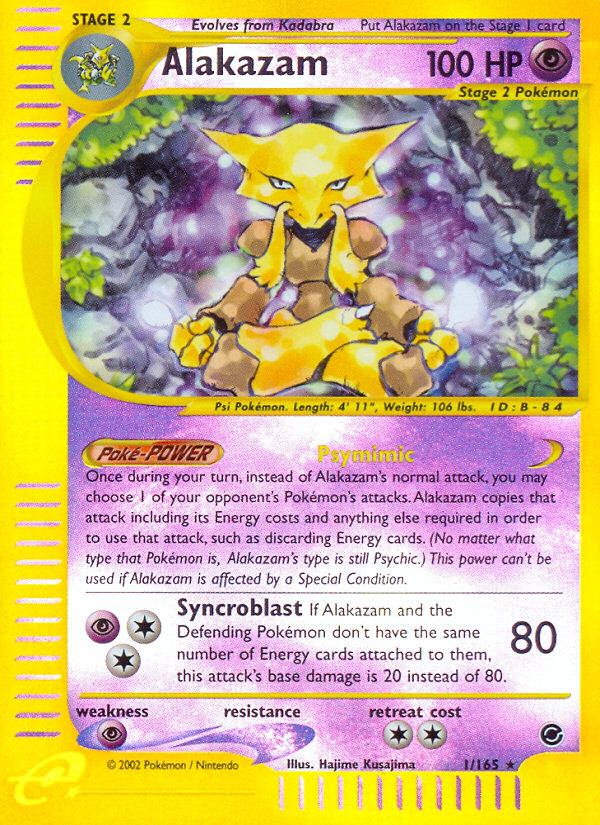 STAGE 2 Evolves from Kadabra Put Alakazam on the Stage 1 card
Alakazam 100 HP
Stage 2 Pokémon
Psi Pokémon. Length: 4' 11", Weight: 106 lbs. ID:B-84
Poké-POWER Psymimic
Once during your turn, instead of Alakazam's normal attack, you may
choose 1 of your opponent's Pokémon's attacks. Alakazam copies that
attack including its Energy costs and anything else required in order
to use that attack, such as discarding Energy cards. (No matter what
type that Pokémon is, Alakazam's type is still Psychic.) This power can't be
used if Alakazam is affected by a Special Condition.
Syncroblast If Alakazam and the
Defending Pokémon don't have the same
number of Energy cards attached to them,
this attack's base damage is 20 instead of 80.
80
weakness resistance retreat cost
© 2002 Pokémon / Nintendo Illus. Hajime Kusajima 1/165 ★
e